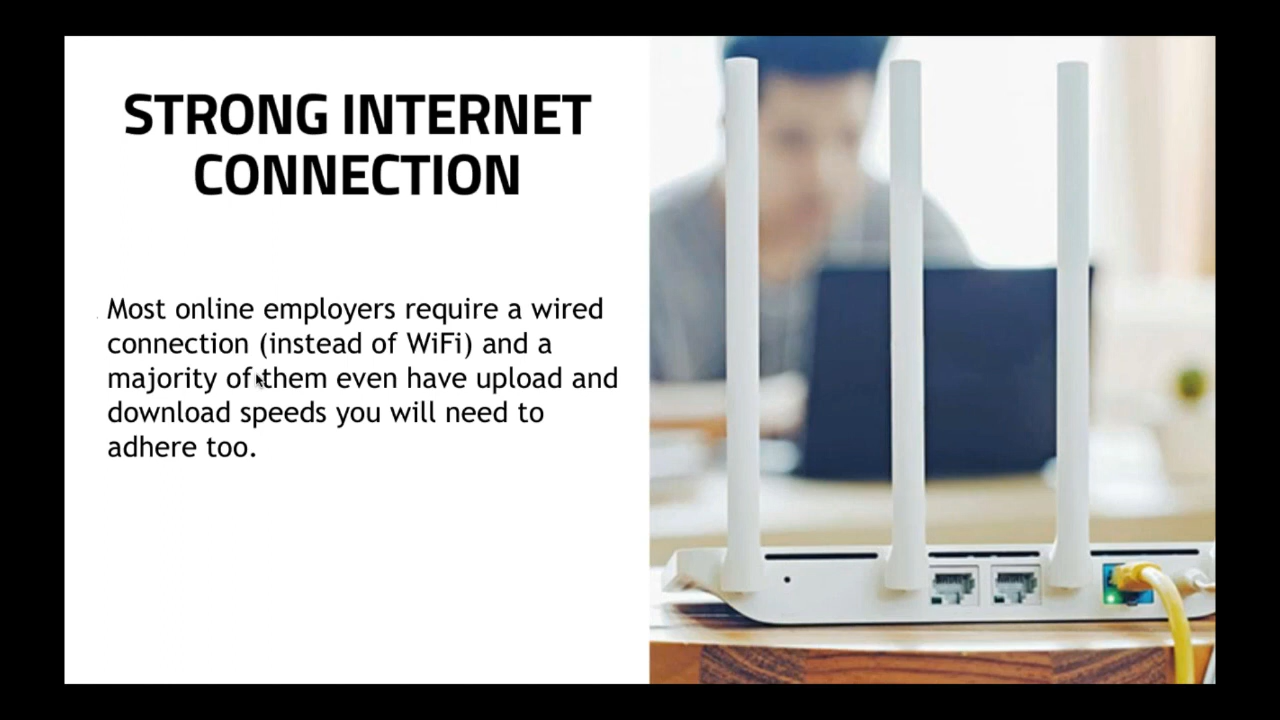 STRONG INTERNET
CONNECTION
Most online employers require a wired
connection (instead of WiFi) and a
majority of them even have upload and
download speeds you will need to
adhere too.